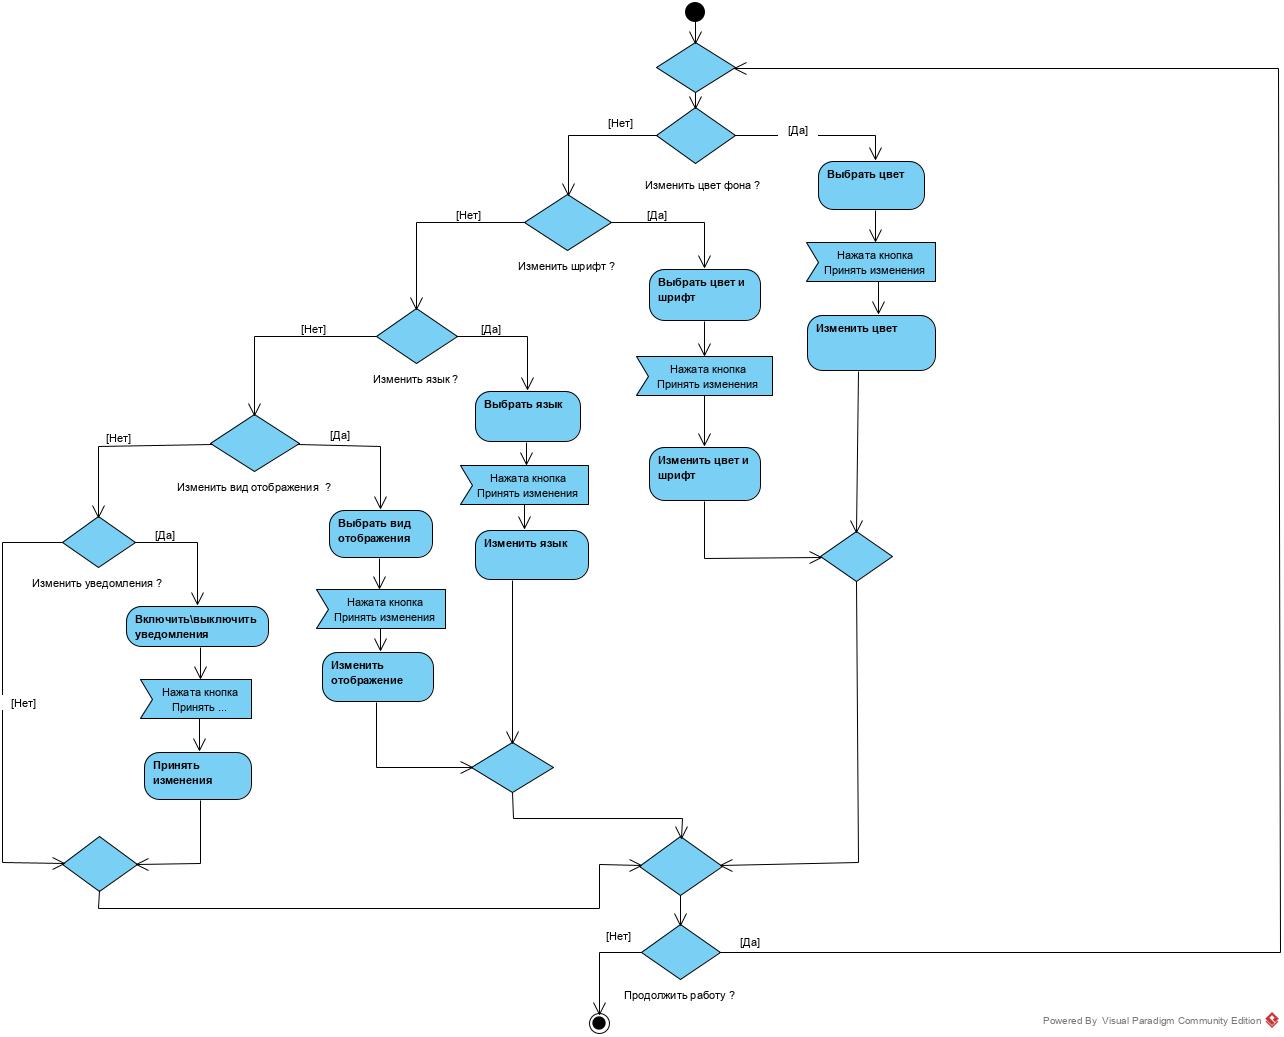 [Нет]
[Да]
Изменить цвет фона ?
Выбрать цвет
[Нет]
[Да]
Изменить шрифт ?
Нажата кнопка
Принять изменения
Выбрать цвет и
шрифт
Изменить цвет
[Нет]
[Да]
Изменить язык ?
Нажата кнопка
Принять изменения
Выбрать язык
[Нет]
[Да]
Изменить вид отображения ?
Изменить цвет и
шрифт
Нажата кнопка
Принять изменения
Выбрать вид
отображения
[Да]
Изменить язык
Изменить уведомления ?
Нажата кнопка
Принять изменения
Включить\выключить
уведомления
Изменить
отображение
Нажата кнопка
Принять ...
[Нет]
Принять
изменения
[Нет]
[Да]
Продолжить работу ?
Powered By Visual Paradigm Community Edition